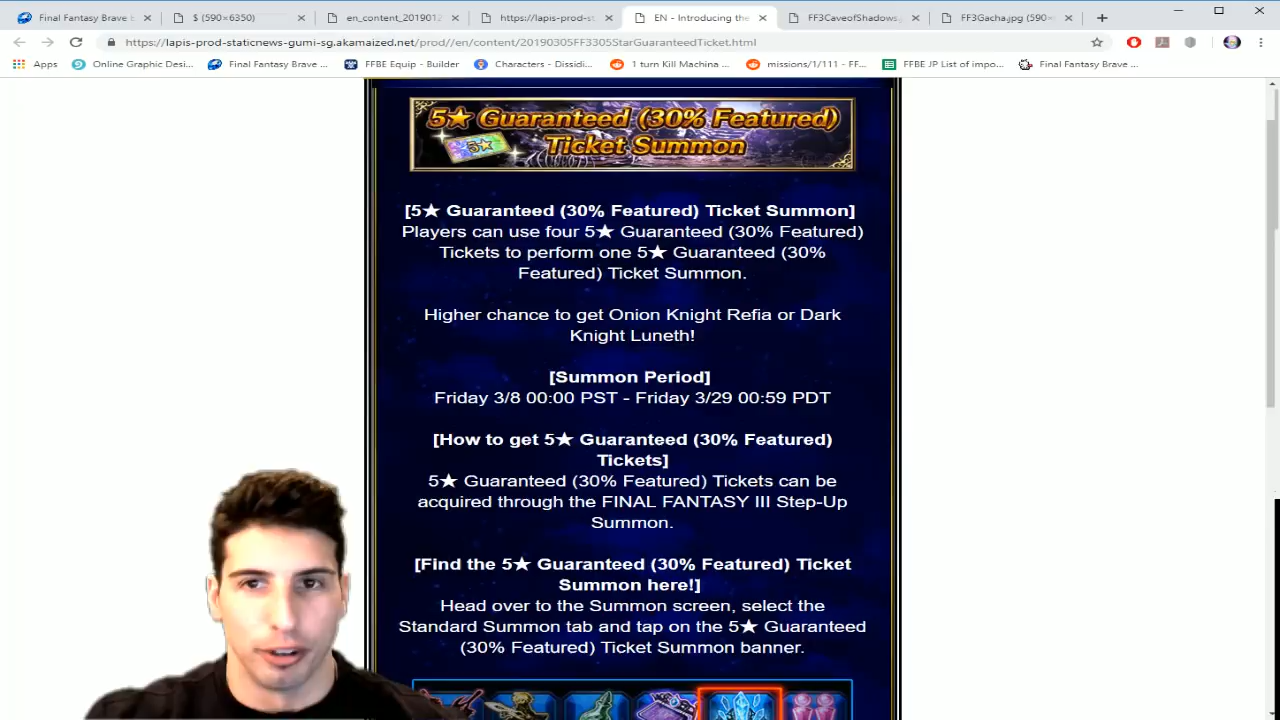 Final Fantasy Brave
$ (590×6350)
en_content_2019012
https://lapis-prod-st
EN - Introducing the
FF3CaveofShadows
FF3Gacha.jpg (590×
https://lapis-prod-staticnews-gumi-sg.akamaized.net/prod//en/content/20190305FF3305StarGuaranteedTicket.html
Apps
Online Graphic Desi...
Final Fantasy Brave ...
FFBE Equip - Builder
Characters - Dissidi...
1 turn Kill Machina ...
missions/1/111 - FF...
FFBE JP List of impo...
Final Fantasy Brave ...
5★ Guaranteed (30% Featured)
Ticket Summon
5★
[5★ Guaranteed (30% Featured) Ticket Summon]
Players can use four 5★ Guaranteed (30% Featured)
Tickets to perform one 5★ Guaranteed (30%
Featured) Ticket Summon.
Higher chance to get Onion Knight Refia or Dark
Knight Luneth!
[Summon Period]
Friday 3/8 00:00 PST - Friday 3/29 00:59 PDT
[How to get 5★ Guaranteed (30% Featured)
Tickets]
5★ Guaranteed (30% Featured) Tickets can be
acquired through the FINAL FANTASY III Step-Up
Summon.
[Find the 5★ Guaranteed (30% Featured) Ticket
Summon here!]
Head over to the Summon screen, select the
Standard Summon tab and tap on the 5★ Guaranteed
(30% Featured) Ticket Summon banner.